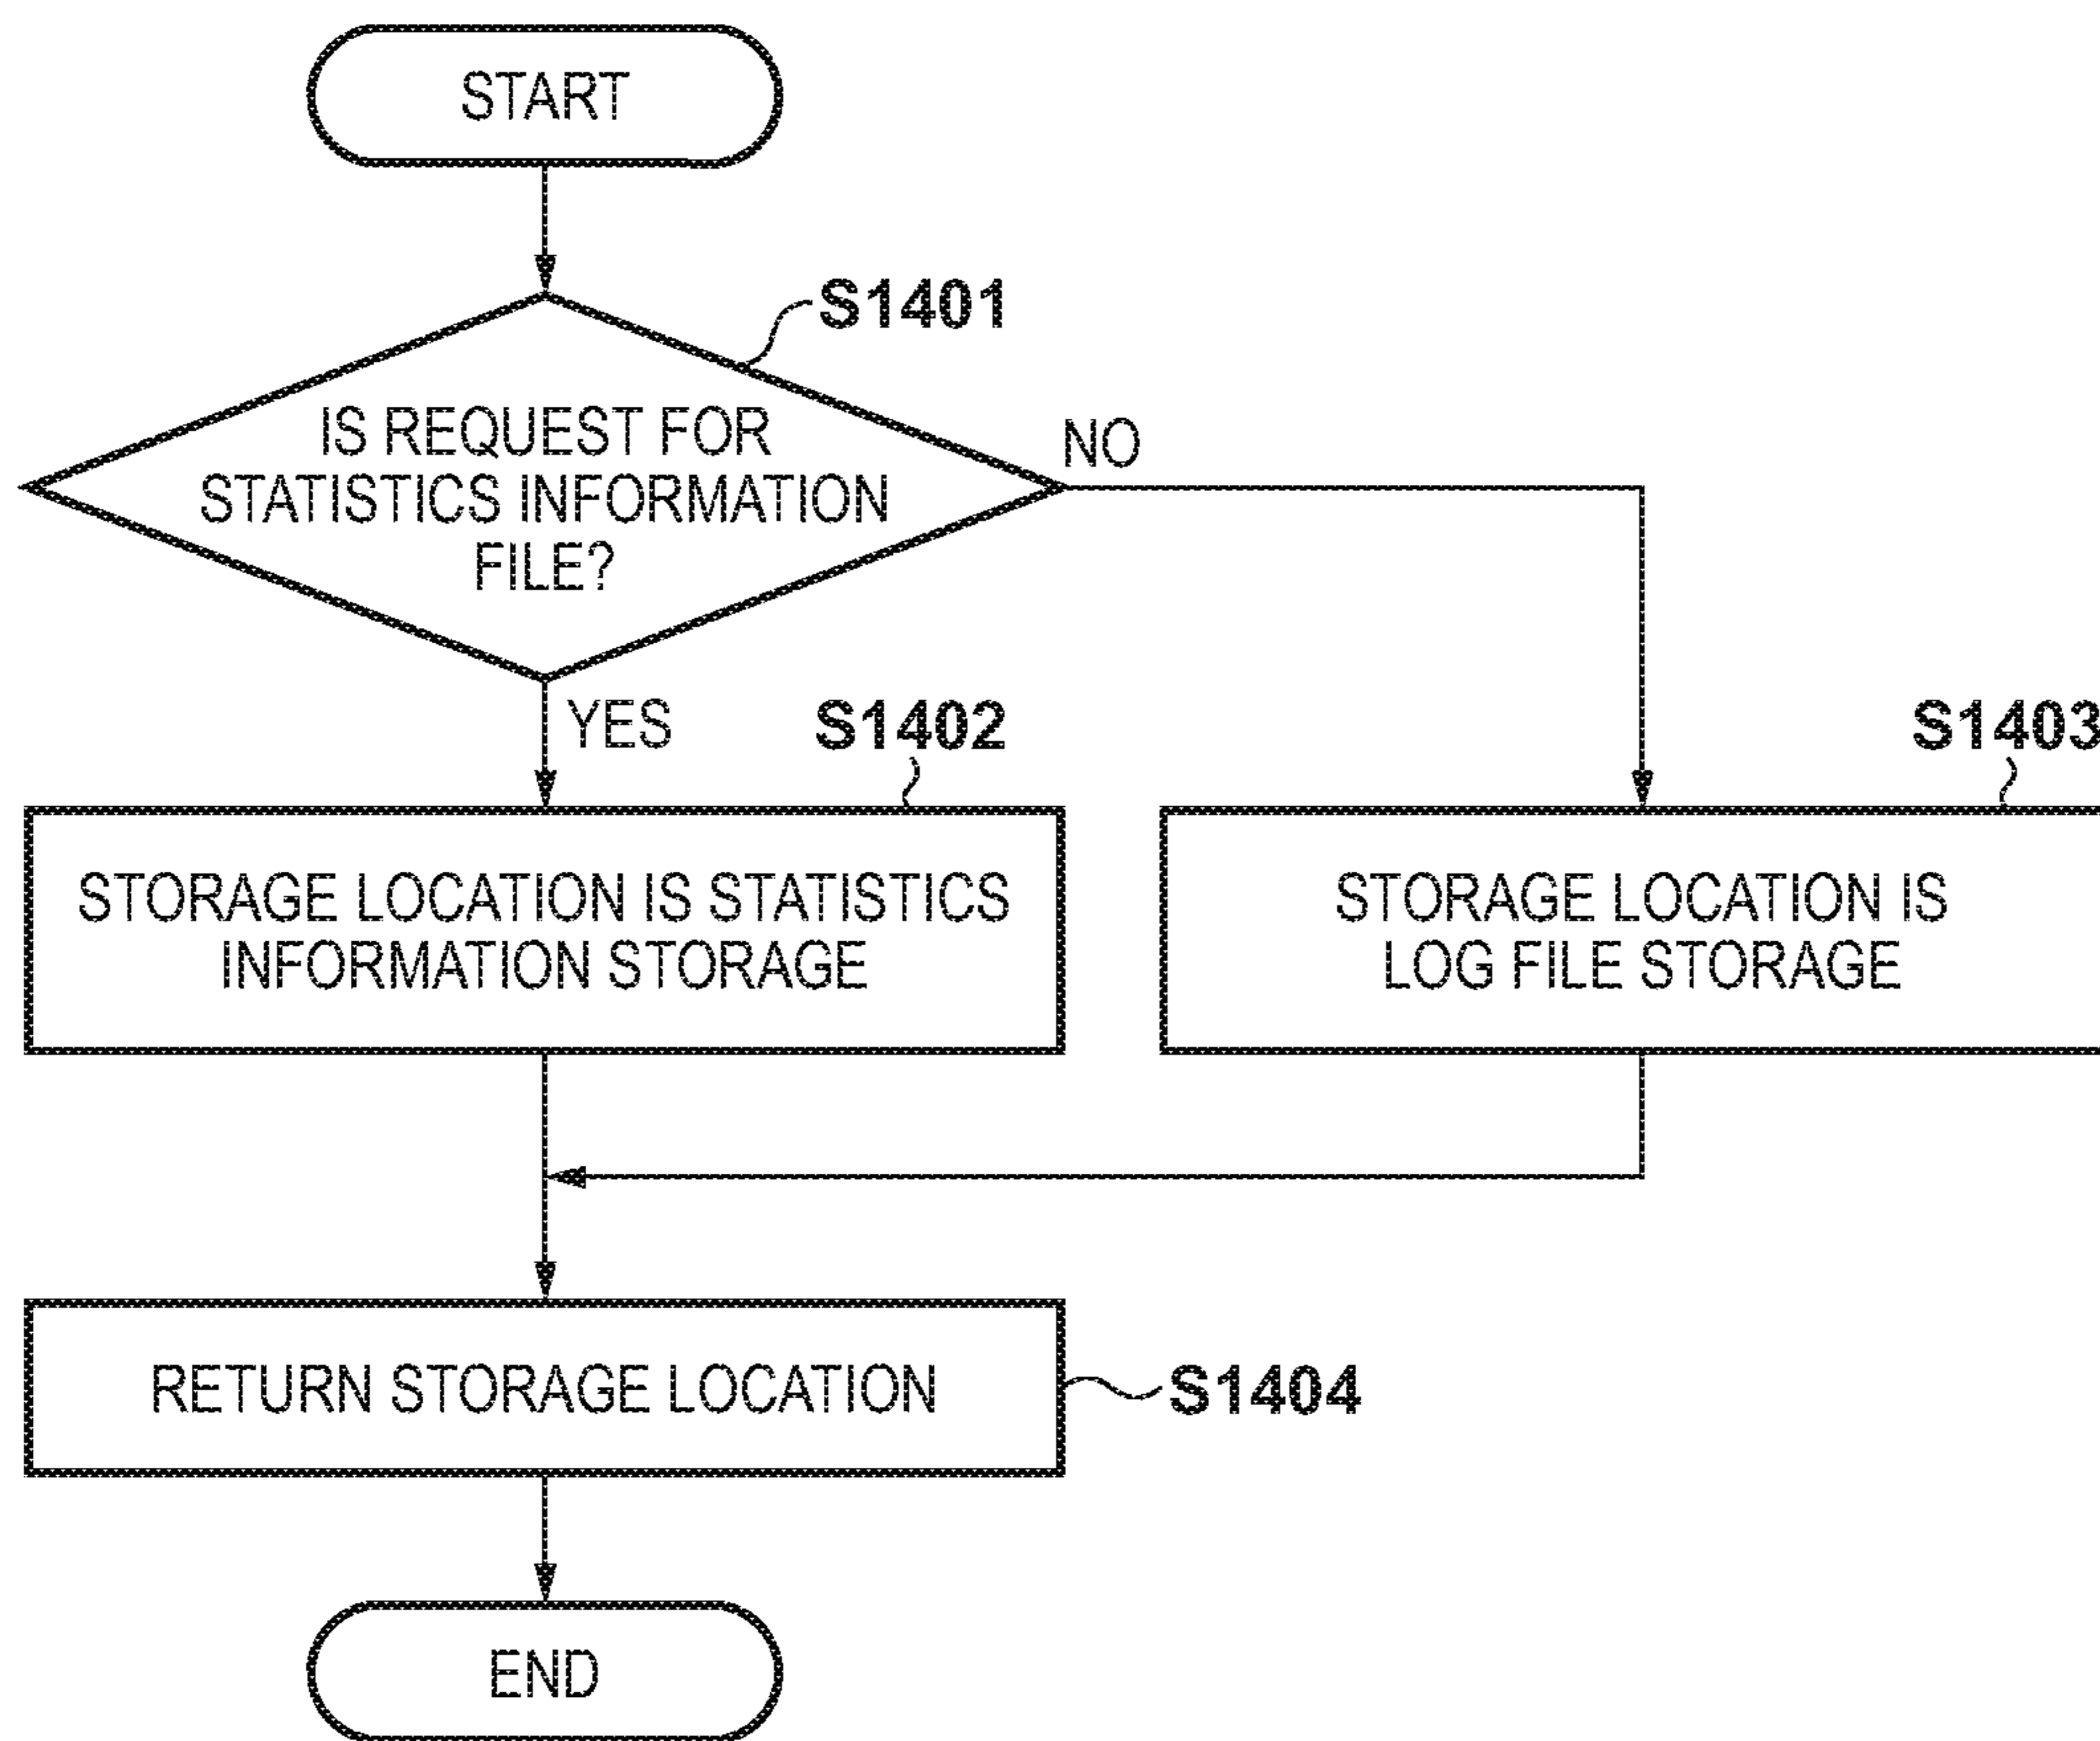 START
S1401
IS REQUEST FOR
STATISTICS INFORMATION
FILE?
NO
YES
S1402
S1403
STORAGE LOCATION IS STATISTICS
INFORMATION STORAGE
STORAGE LOCATION IS
LOG FILE STORAGE
RETURN STORAGE LOCATION
S1404
END